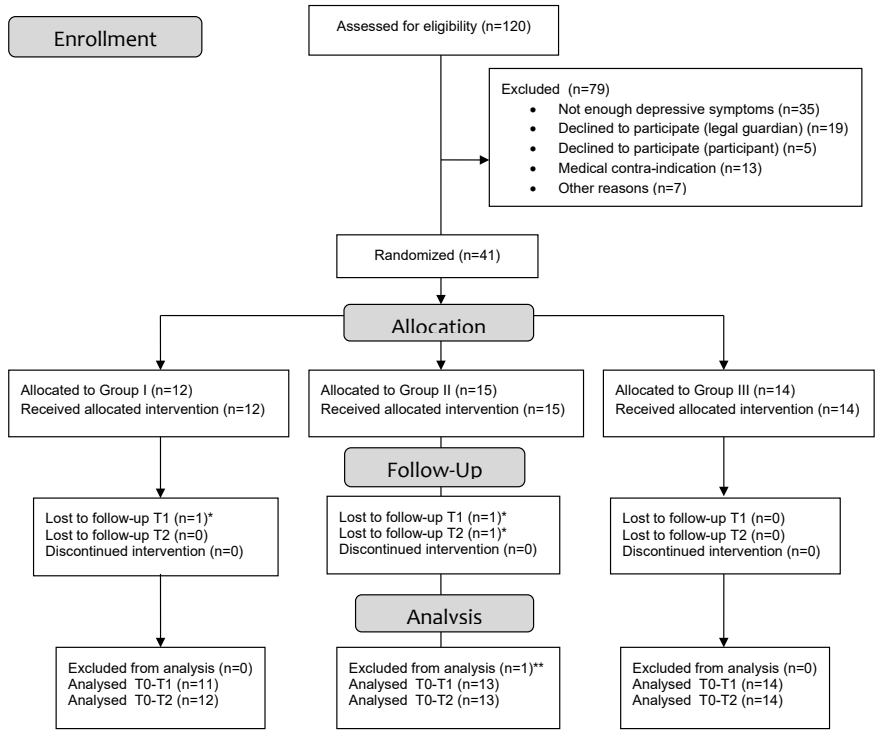 Enrollment
Assessed for eligibility (n=120)
Excluded (n=79)
• Not enough depressive symptoms (n=35)
• Declined to participate (legal guardian) (n=19)
• Declined to participate (participant) (n=5)
• Medical contra-indication (n=13)
• Other reasons (n=7)
Randomized (n=41)
Allocation
Allocated to Group I (n=12)
Received allocated intervention (n=12)
Allocated to Group II (n=15)
Received allocated intervention (n=15)
Allocated to Group III (n=14)
Received allocated intervention (n=14)
Follow-Up
Lost to follow-up T1 (n=1)*
Lost to follow-up T2 (n=0)
Discontinued intervention (n=0)
Lost to follow-up T1 (n=1)*
Lost to follow-up T2 (n=1)*
Discontinued intervention (n=0)
Lost to follow-up T1 (n=0)
Lost to follow-up T2 (n=0)
Discontinued intervention (n=0)
Analysis
Excluded from analysis (n=0)
Analysed T0-T1 (n=11)
Analysed T0-T2 (n=12)
Excluded from analysis (n=1)**
Analysed T0-T1 (n=13)
Analysed T0-T2 (n=13)
Excluded from analysis (n=0)
Analysed T0-T1 (n=14)
Analysed T0-T2 (n=14)